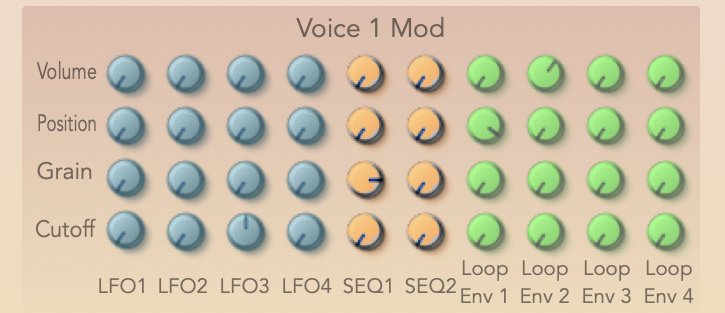 Voice 1 Mod
Volume
Position
Grain
Cutoff
LFO1 LFO2 LFO3 LFO4 SEQ1 SEQ2
Loop Env 1
Loop Env 2
Loop Env 3
Loop Env 4